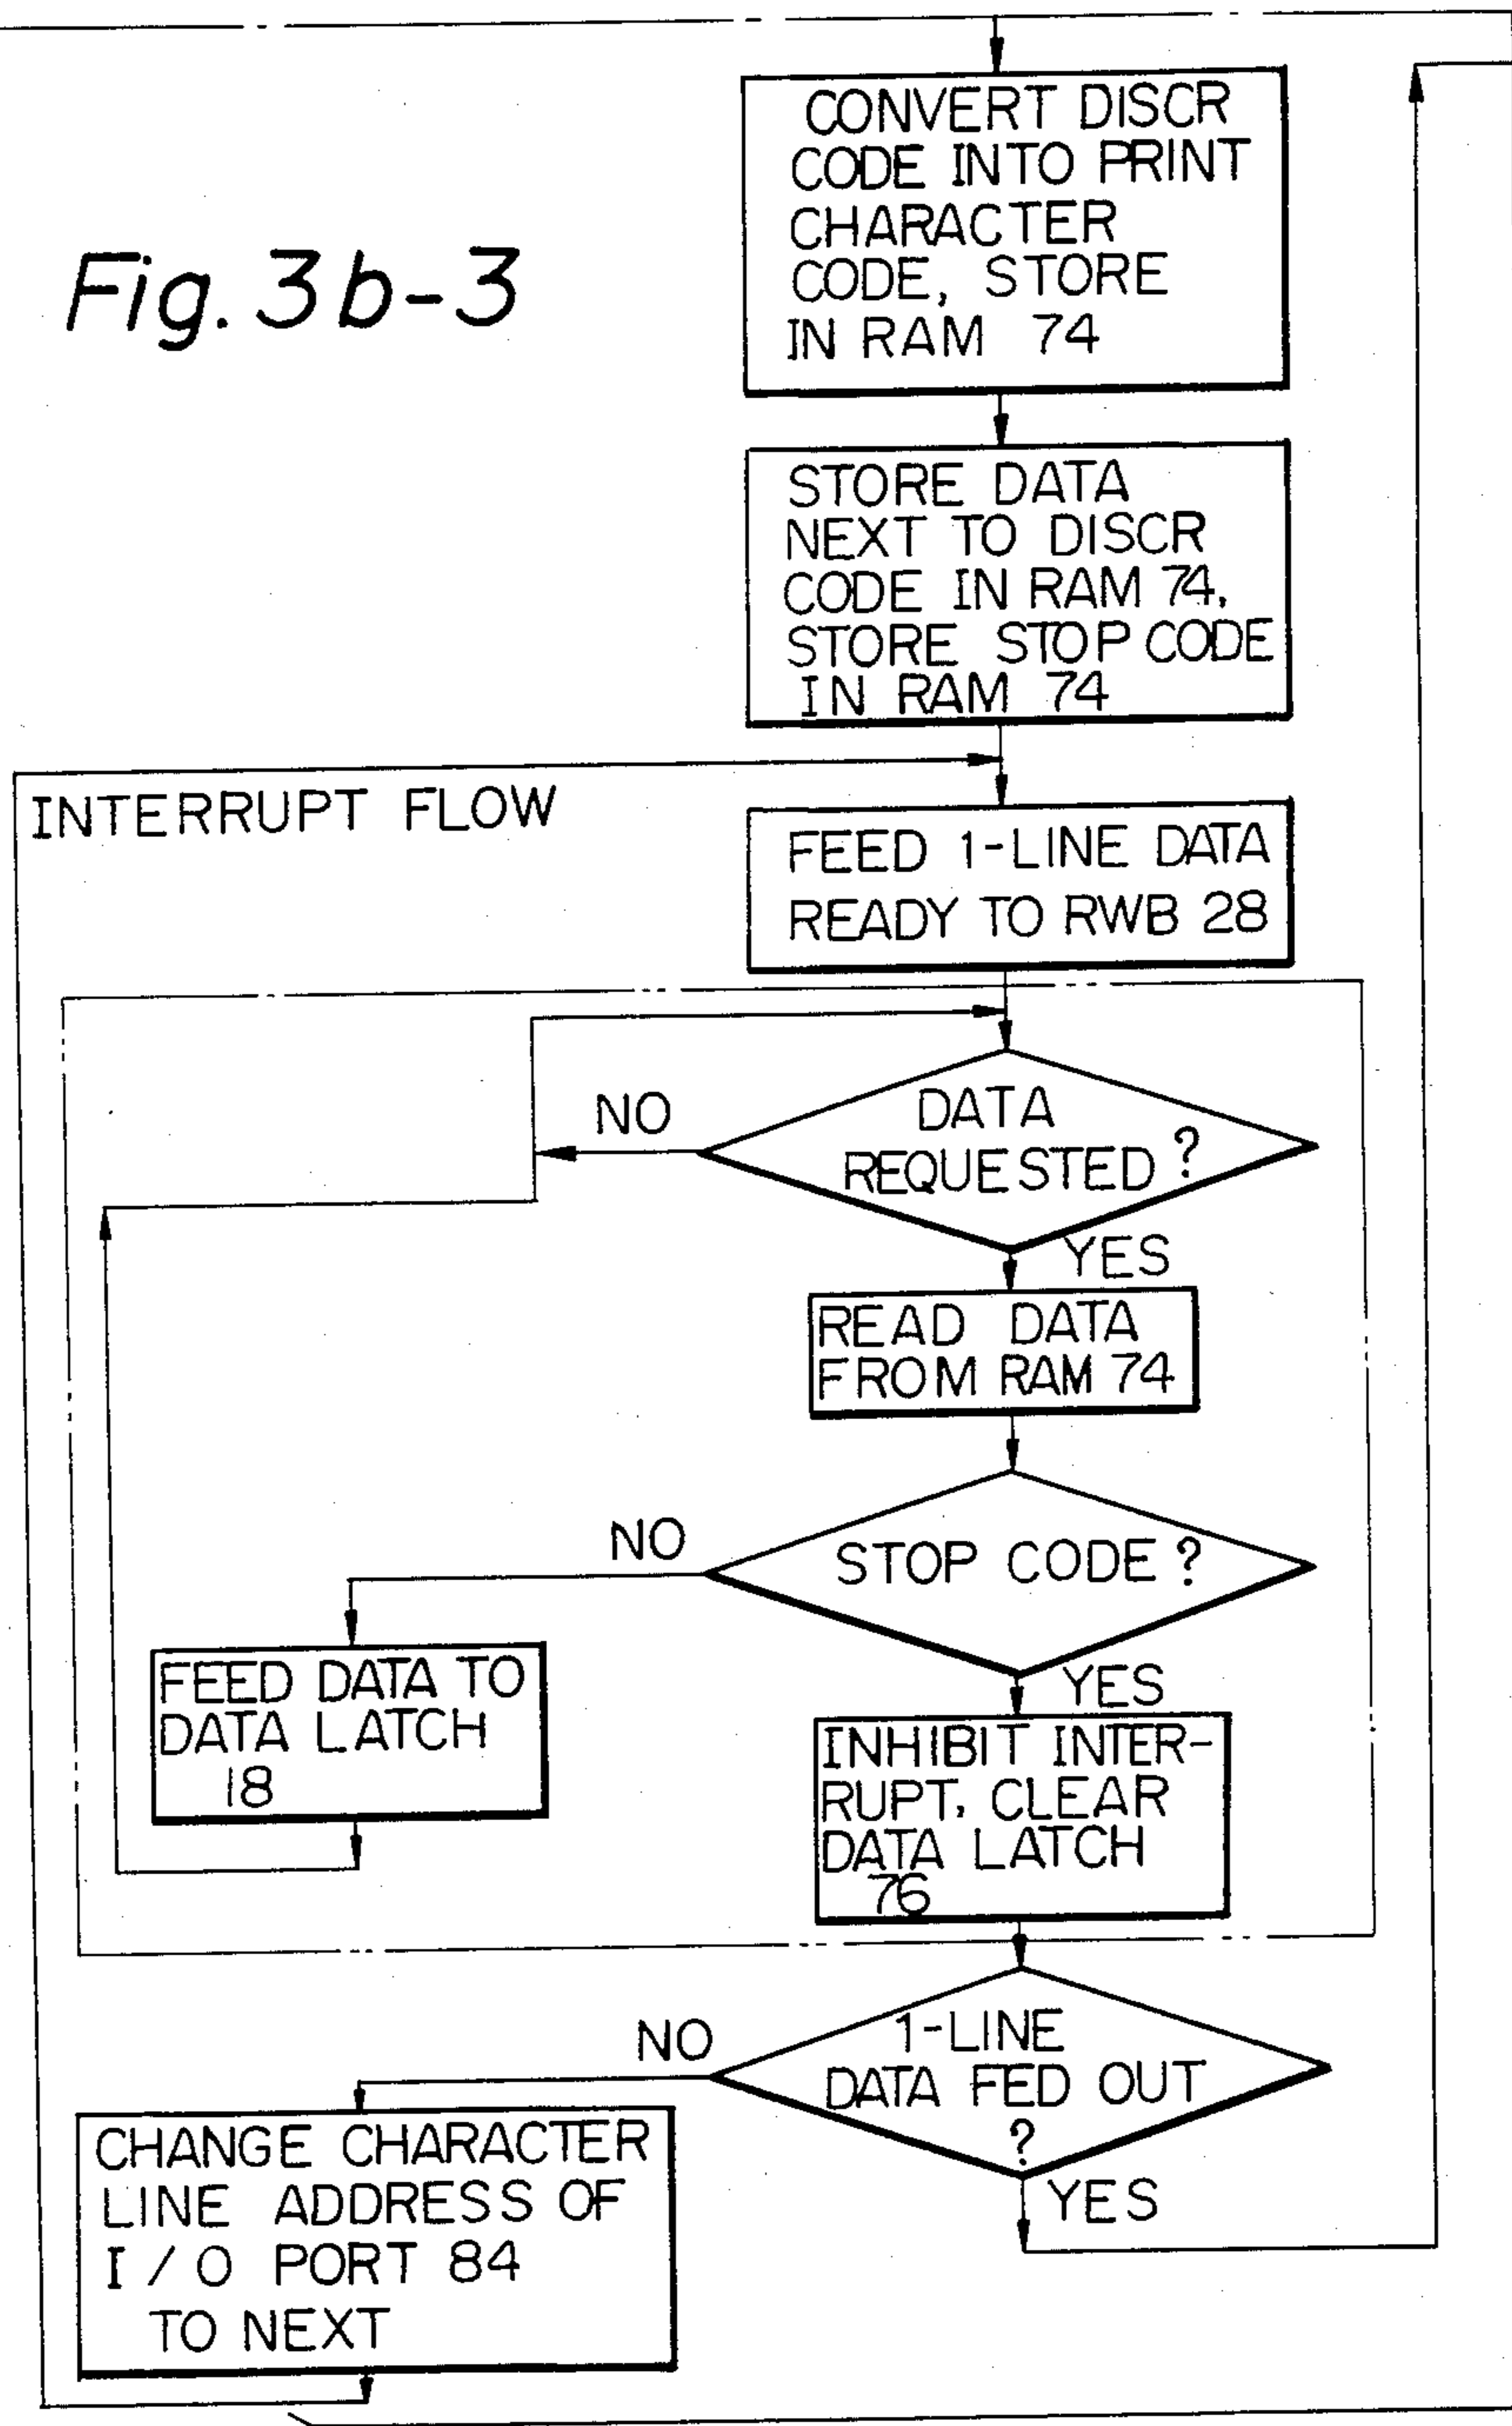 Fig. 3b-3
CONVERT DISCR
CODE INTO PRINT
CHARACTER
CODE, STORE
IN RAM 74
STORE DATA
NEXT TO DISCR
CODE IN RAM 74,
STORE STOP CODE
IN RAM 74
INTERRUPT FLOW
FEED 1-LINE DATA
READY TO RWB 28
NO
DATA
REQUESTED ?
YES
READ DATA
FROM RAM 74
NO
STOP CODE ?
YES
FEED DATA TO
DATA LATCH
18
INHIBIT INTER-
RUPT, CLEAR
DATA LATCH
76
NO
1-LINE
DATA FED OUT
?
YES
CHANGE CHARACTER
LINE ADDRESS OF
I/O PORT 84
TO NEXT